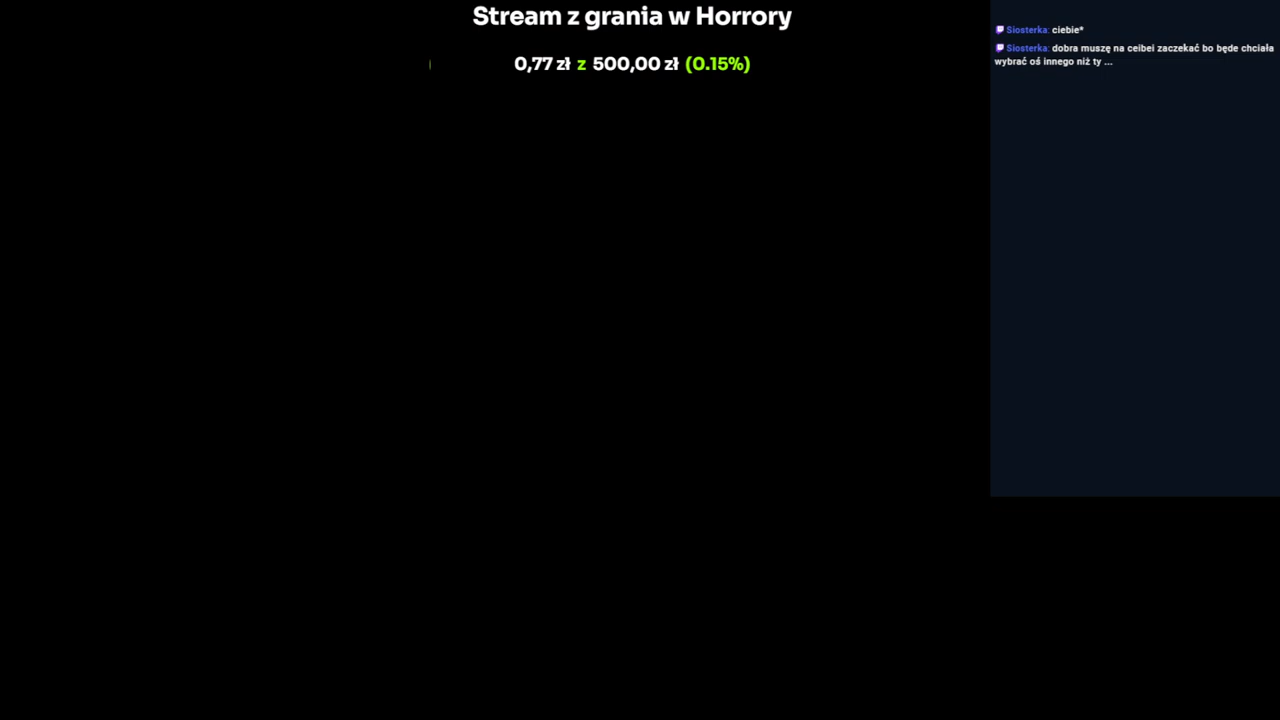 Stream z grania w Horrory
0,77 zł z 500,00 zł (0.15%)
Siosterka: ciebie*
Siosterka: dobra muszę na ceibei zaczekać bo będe chciała
wybrać oś innego niż ty ...